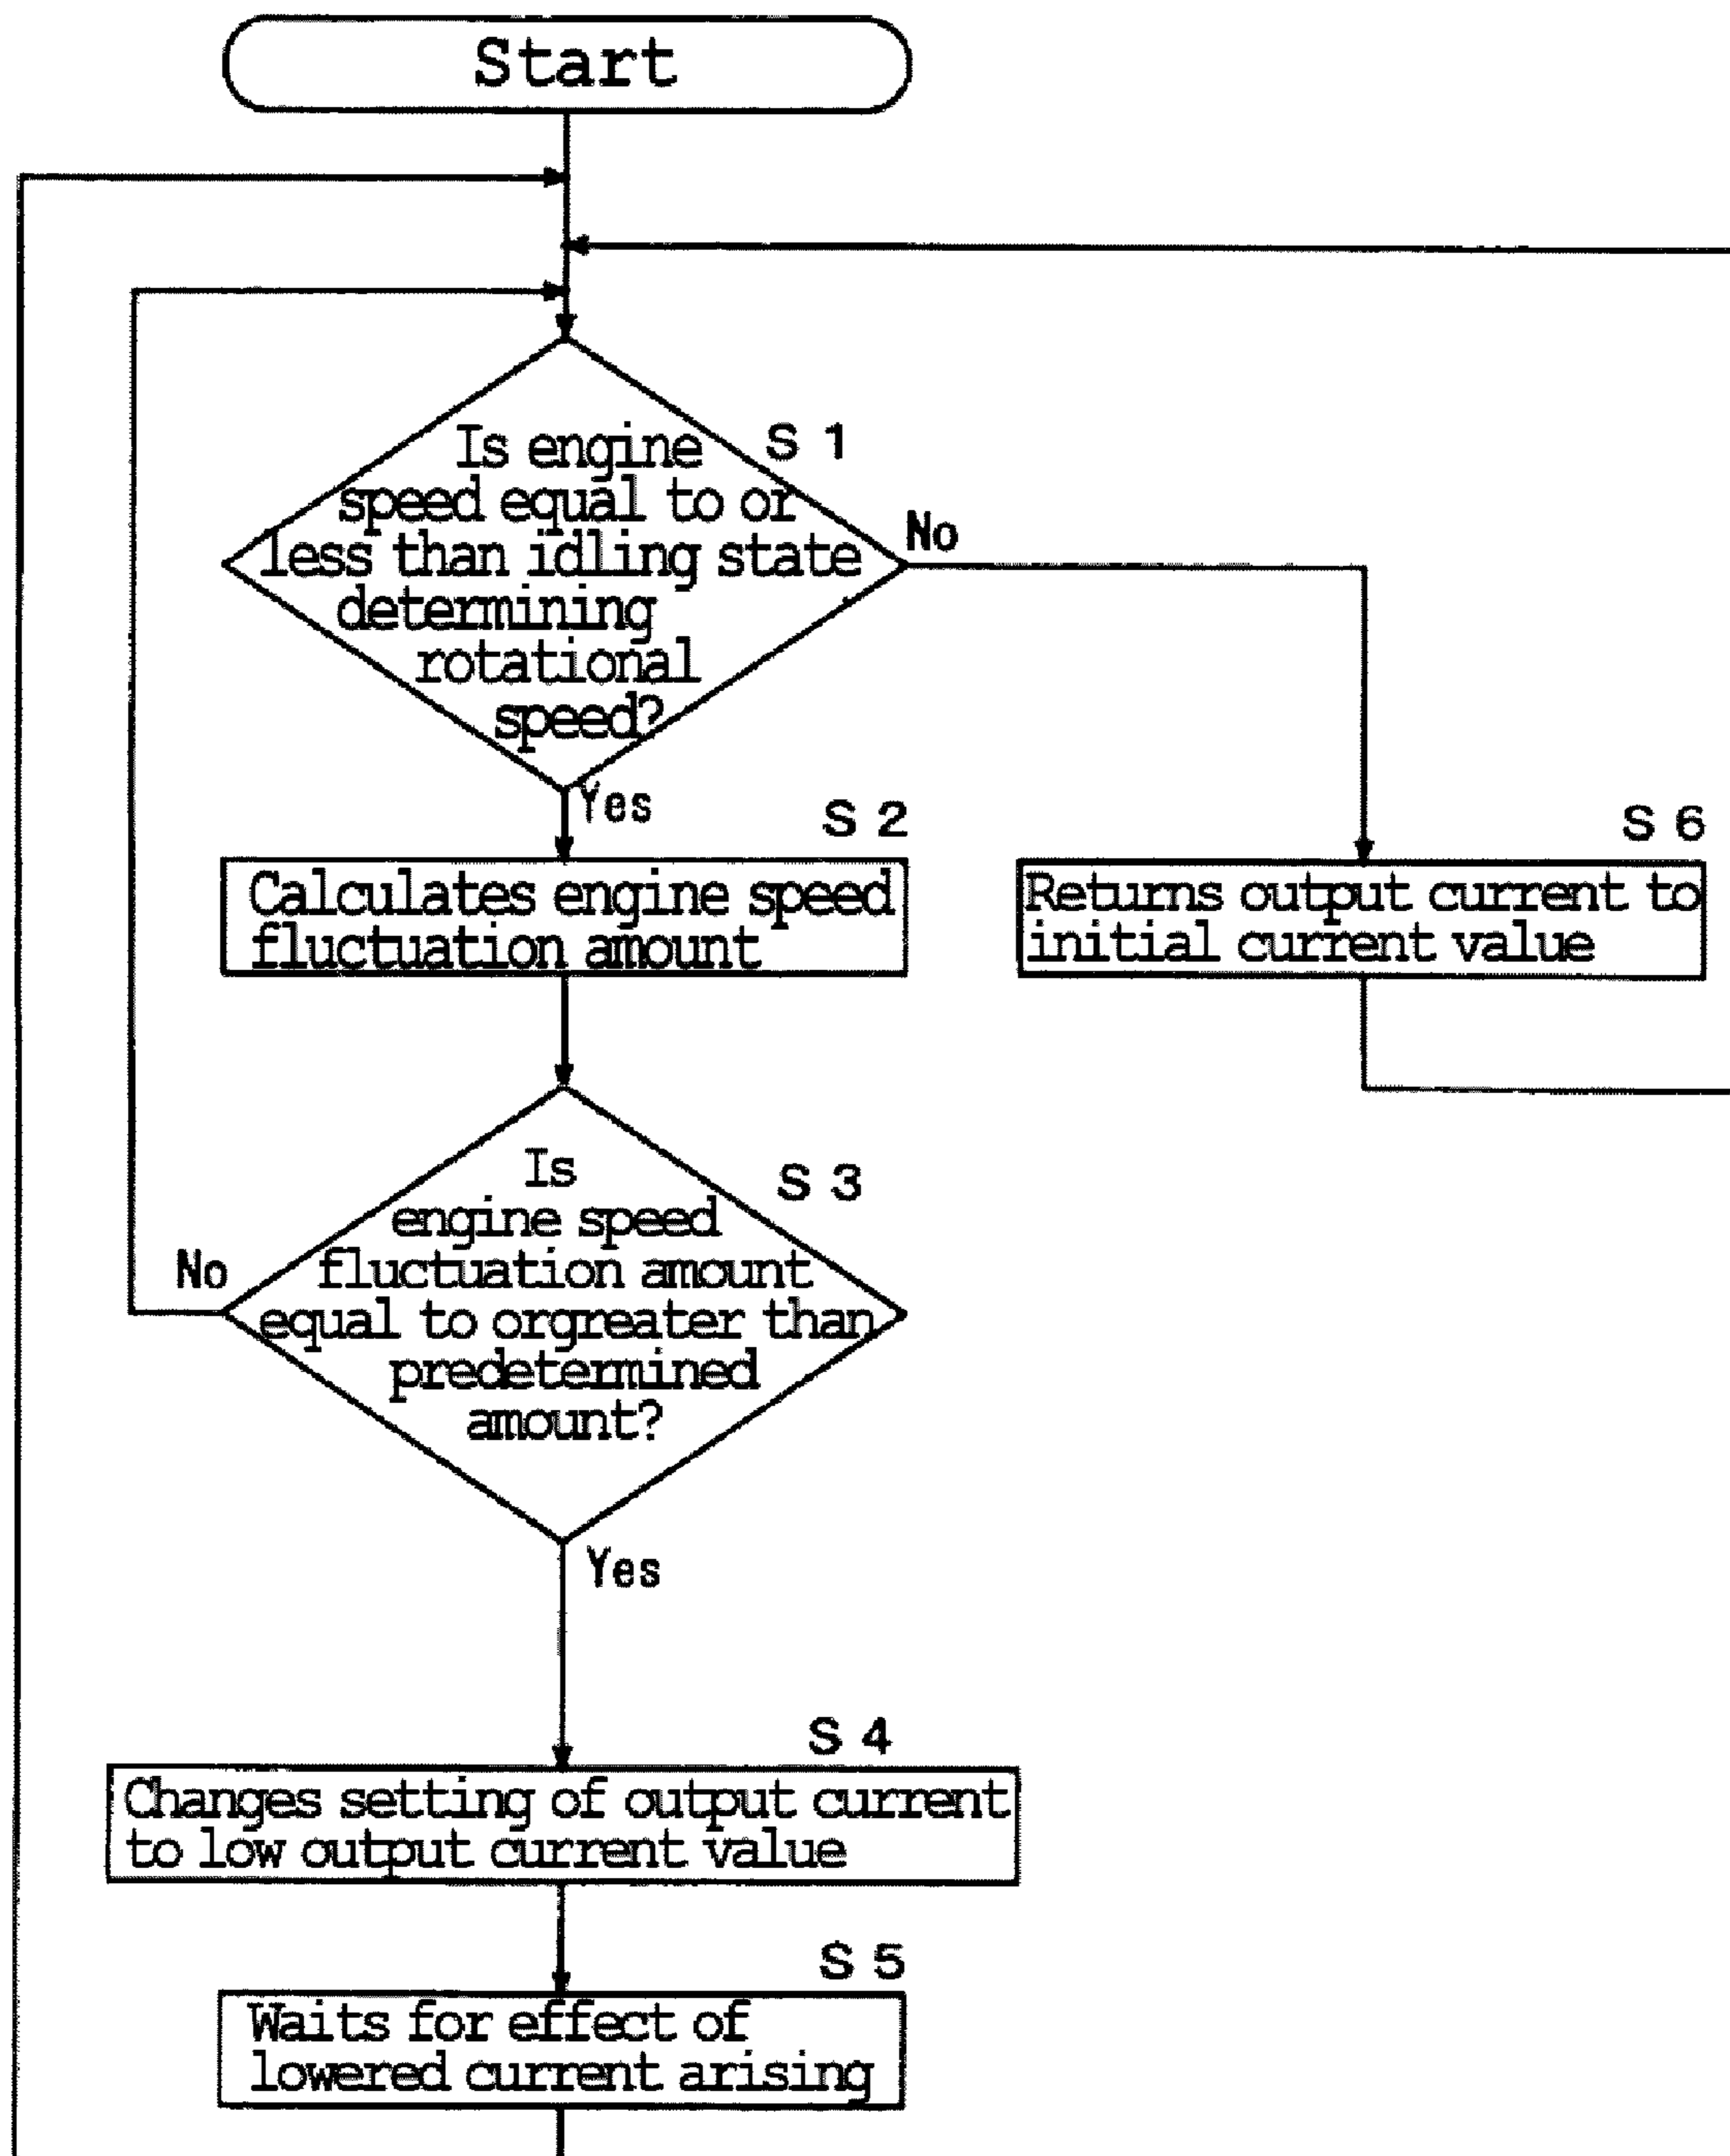 Start
S 1
Is engine
speed equal to or
less than idling state
determining
rotational
speed?
No
Yes
S 2
Calculates engine speed
fluctuation amount
S 6
Returns output current to
initial current value
S 3
Is
engine speed
fluctuation amount
equal to orgreater than
predetermined
amount?
No
Yes
S 4
Changes setting of output current
to low output current value
S 5
Waits for effect of
lowered current arising